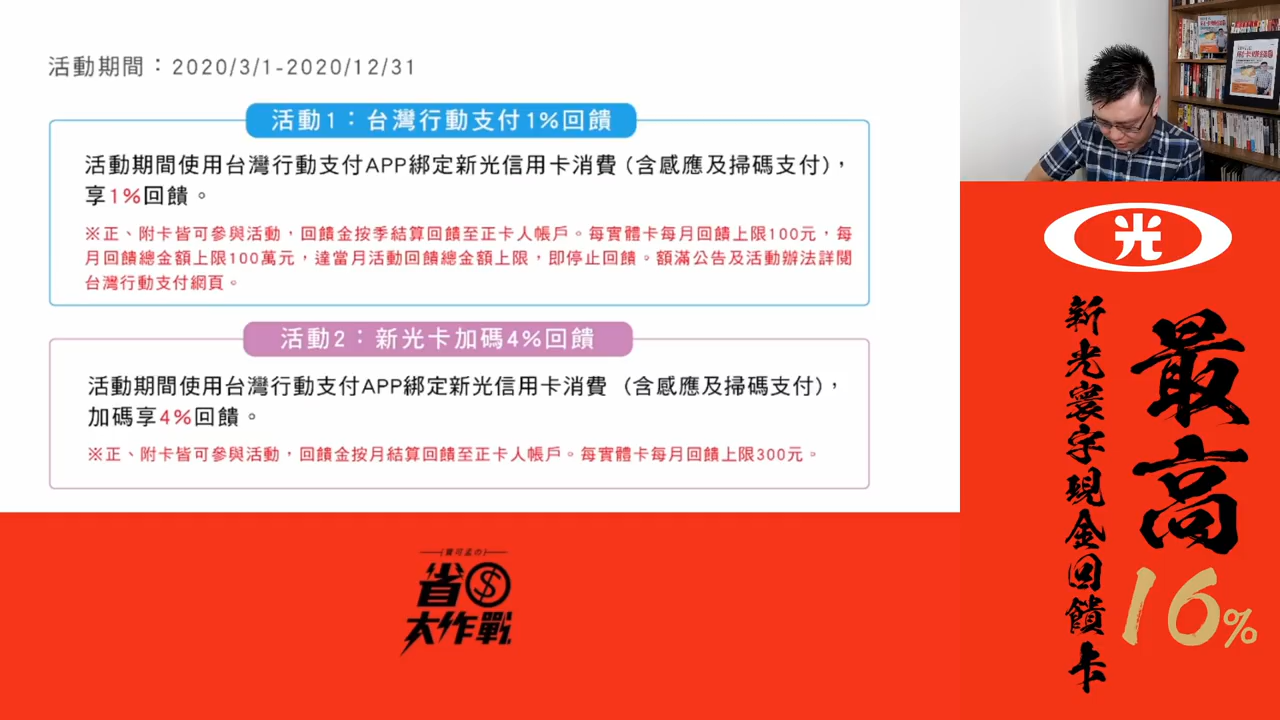 活動期間：2020/3/1-2020/12/31
活動1：台灣行動支付1%回饋
活動期間使用台灣行動支付APP綁定新光信用卡消費（含感應及掃碼支付），
享1%回饋。
※正、附卡皆可參與活動，回饋金按季結算回饋至正卡人帳戶。每實體卡每月回饋上限100元，每
月回饋總金額上限100萬元，達當月活動回饋總金額上限，即停止回饋。額滿公告及活動辦法詳閱
台灣行動支付網頁。
活動2：新光卡加碼4%回饋
活動期間使用台灣行動支付APP綁定新光信用卡消費（含感應及掃碼支付），
加碼享4%回饋。
※正、附卡皆可參與活動，回饋金按月結算回饋至正卡人帳戶。每實體卡每月回饋上限300元。
寶可孟の
省$
大作戰
光
最高16%
新光寰宇現金回饋卡